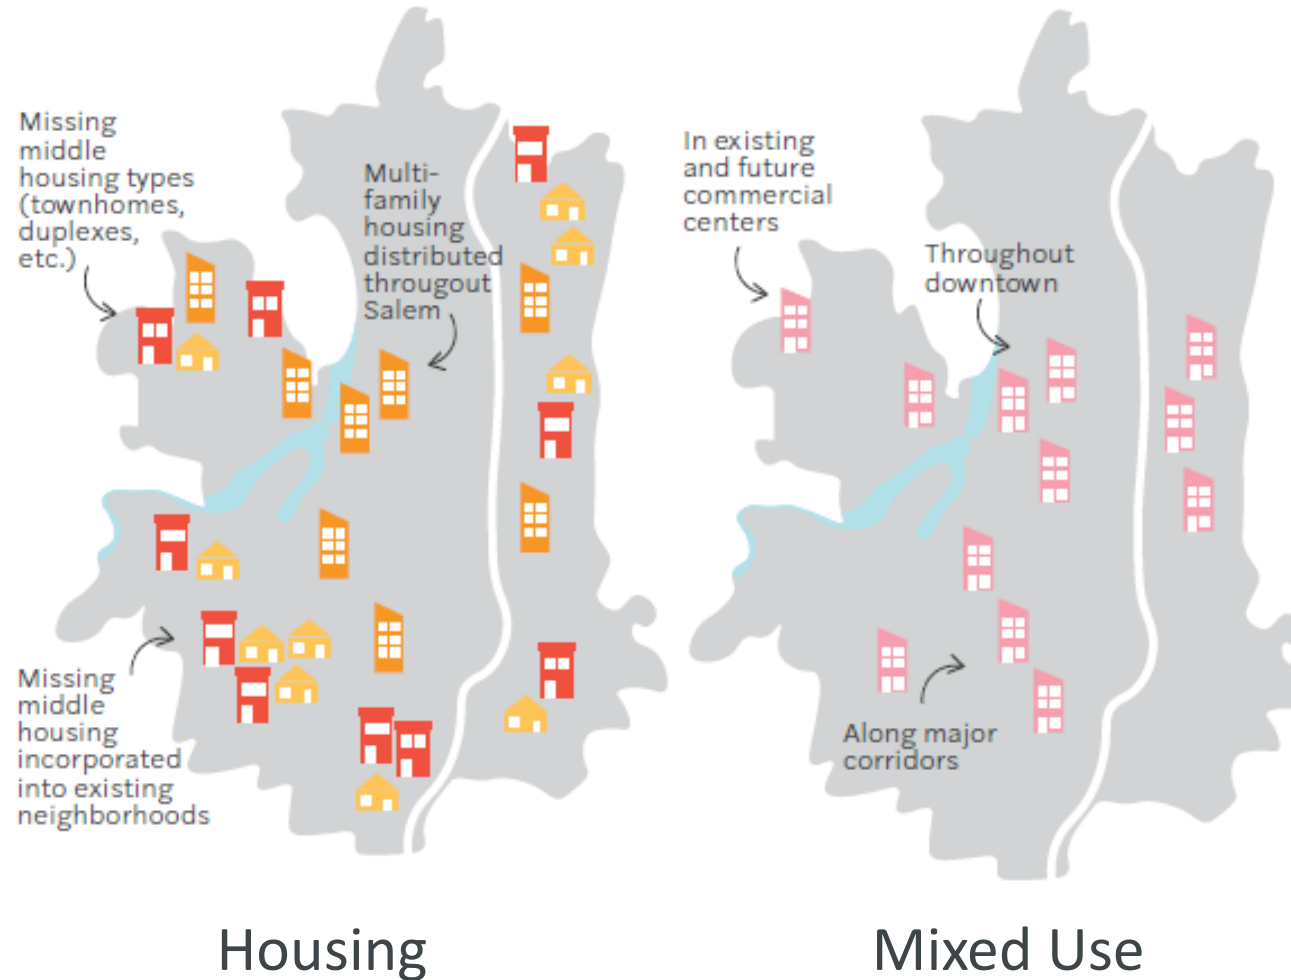 Missing
middle
housing types
(townhomes,
duplexes,
etc.)
Multi-
family
housing
distributed
througout
Salem
Missing
middle
housing
incorporated
into existing
neighborhoods
Housing
In existing
and future
commercial
centers
Throughout
downtown
Along major
corridors
Mixed Use